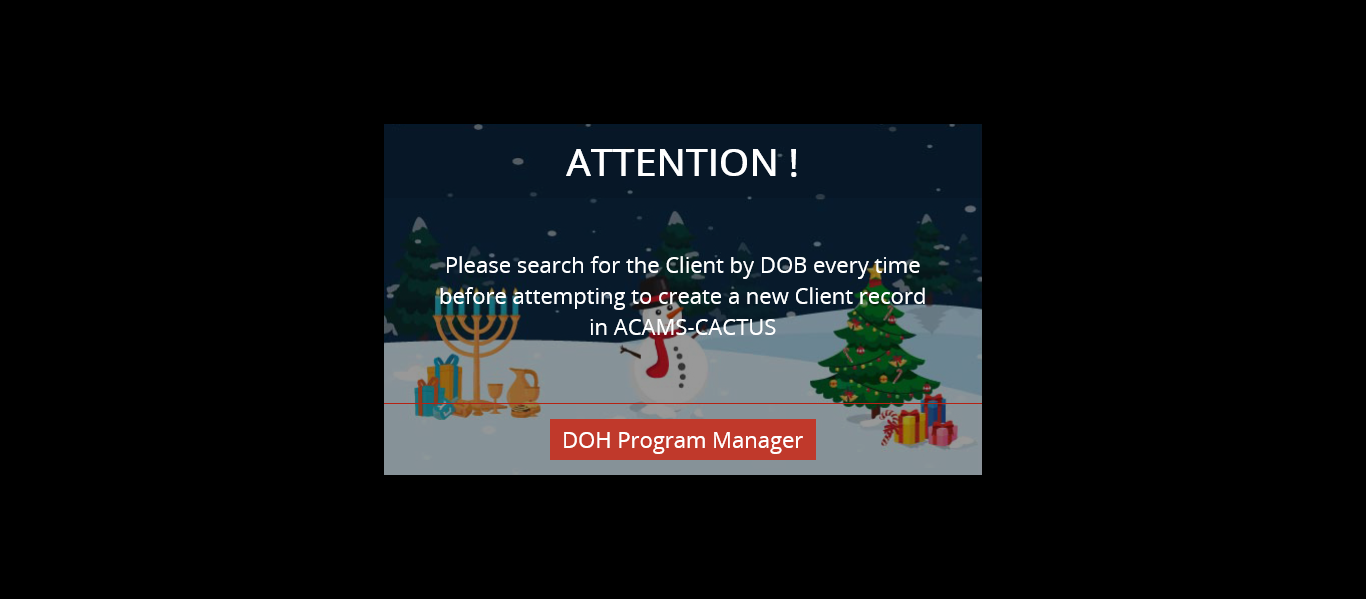 ATTENTION !
Please search for the Client by DOB every time
before attempting to create a new Client record
in ACAMS-CACTUS
DOH Program Manager